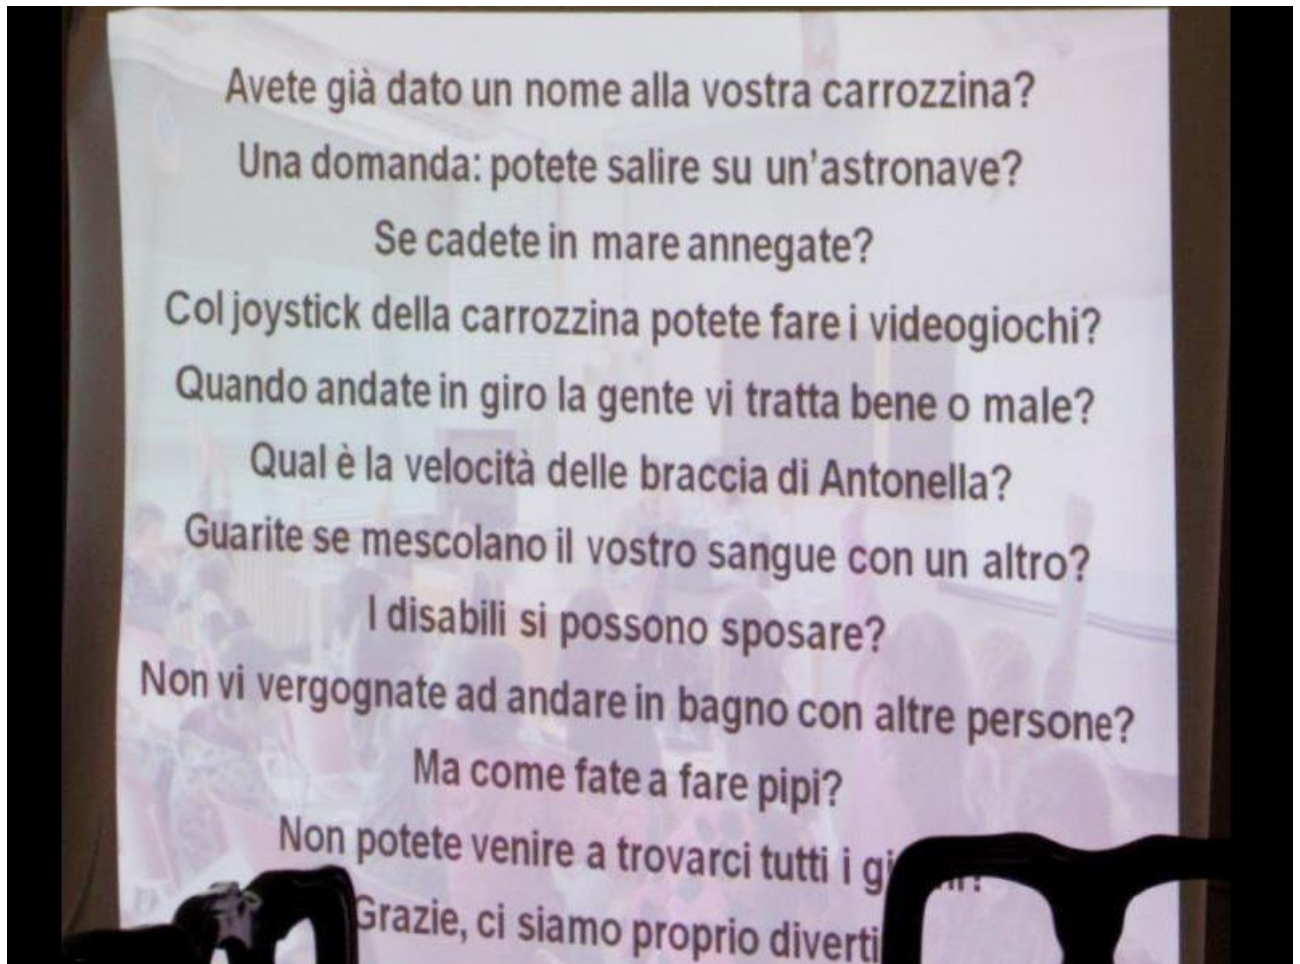 Avete già dato un nome alla vostra carrozzina?
Una domanda: potete salire su un’astronave?
Se cadete in mare annegate?
Col joystick della carrozzina potete fare i videogiochi?
Quando andate in giro la gente vi tratta bene o male?
Qual è la velocità delle braccia di Antonella?
Guarite se mescolano il vostro sangue con un altro?
I disabili si possono sposare?
Non vi vergognate ad andare in bagno con altre persone?
Ma come fate a fare pipi?
Non potete venire a trovarci tutti i
Grazie, ci siamo proprio